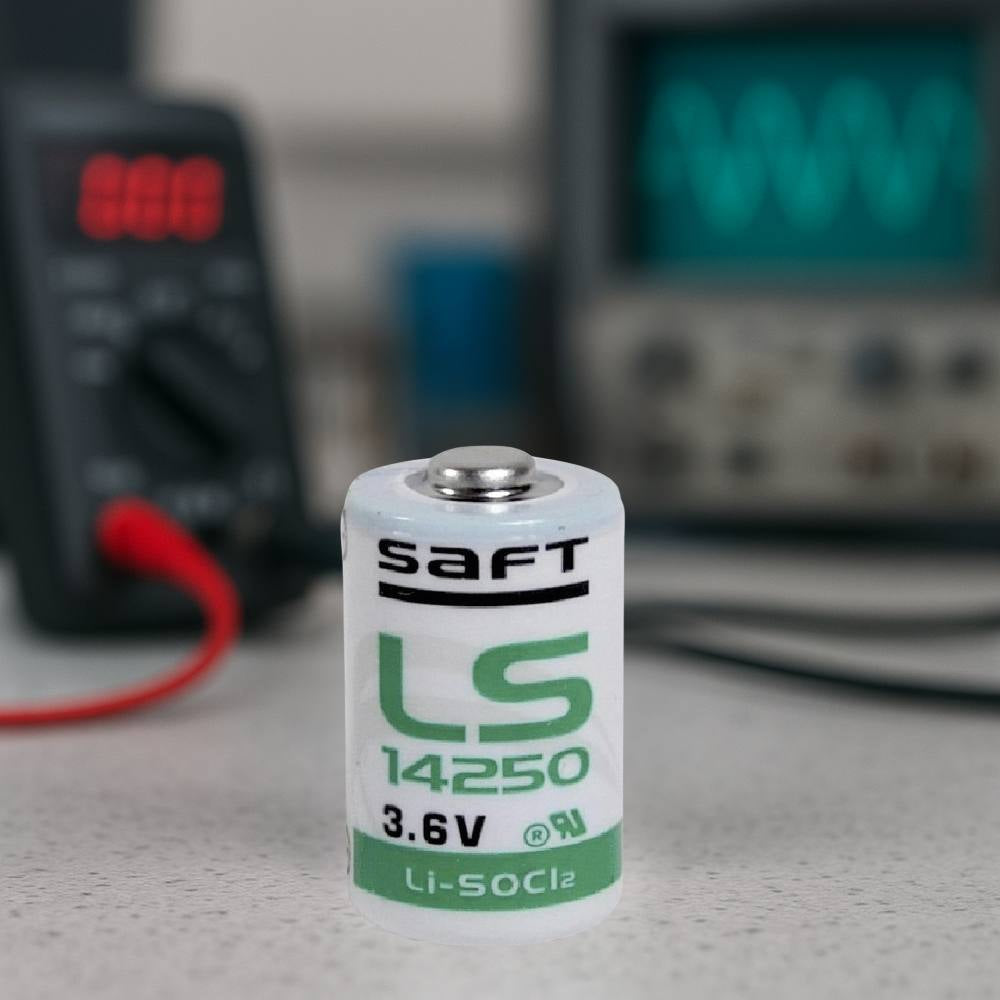 SAFT
LS
14250
3.6V ®
Li-SOCl₂